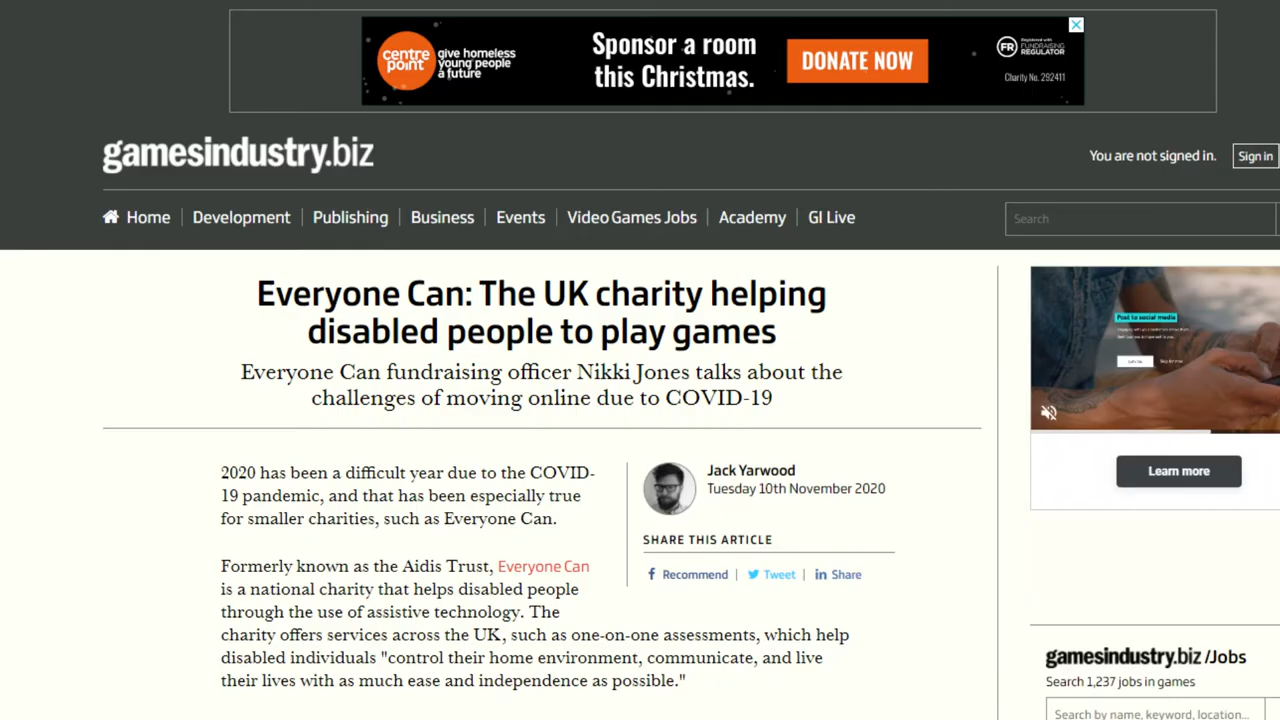 centre point
give homeless
young people
a future
Sponsor a room
this Christmas.
DONATE NOW
FR
Registered with
FUNDRAISING
REGULATOR
Charity No. 292411
gamesindustry.biz
You are not signed in.
Sign in
Home
Development
Publishing
Business
Events
Video Games Jobs
Academy
GI Live
Search
Everyone Can: The UK charity helping
disabled people to play games
Everyone Can fundraising officer Nikki Jones talks about the
challenges of moving online due to COVID-19
2020 has been a difficult year due to the COVID-
19 pandemic, and that has been especially true
for smaller charities, such as Everyone Can.
Formerly known as the Aidis Trust, Everyone Can
is a national charity that helps disabled people
through the use of assistive technology. The
charity offers services across the UK, such as one-on-one assessments, which help
disabled individuals "control their home environment, communicate, and live
their lives with as much ease and independence as possible."
Jack Yarwood
Tuesday 10th November 2020
SHARE THIS ARTICLE
Recommend
Tweet
Share
Post to social media
Learn more
gamesindustry.biz /Jobs
Search 1,237 jobs in games
Search by name, keyword, location...